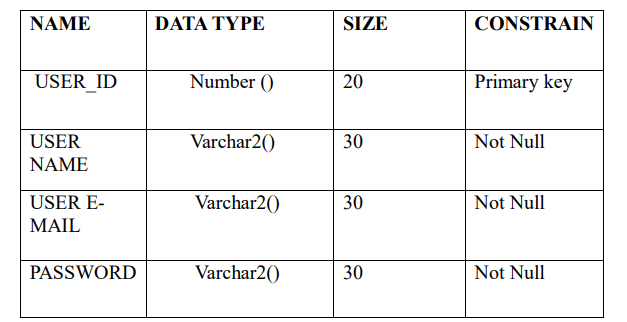 NAME DATA TYPE SIZE CONSTRAIN
USER_ID Number () 20 Primary key
USER Varchar2() 30 Not Null
NAME
USER E- Varchar2() 30 Not Null
MAIL
PASSWORD Varchar2() 30 Not Null